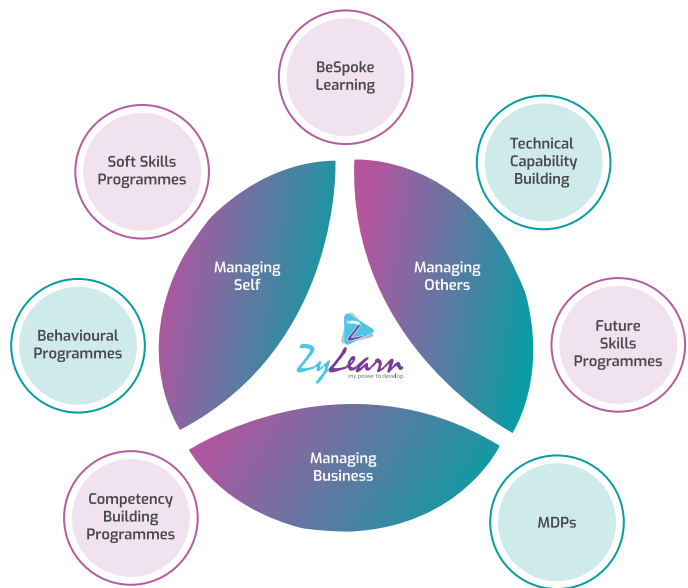 BeSpoke
Learning
Soft Skills
Programmes
Technical
Capability
Building
Managing
Self
Managing
Others
Behavioural
Programmes
Future
Skills
Programmes
ZyLearn
my power to develop
Managing
Business
Competency
Building
Programmes
MDPs